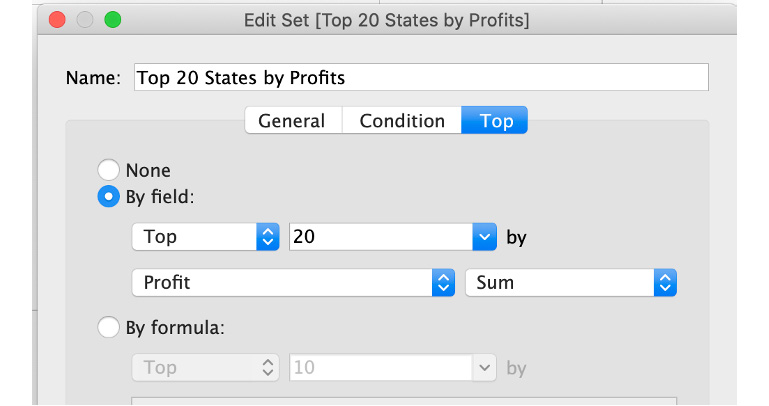 Edit Set [Top 20 States by Profits]
Name: Top 20 States by Profits
General Condition Top
None
By field:
Top 20 by
Profit Sum
By formula:
Top 10 by